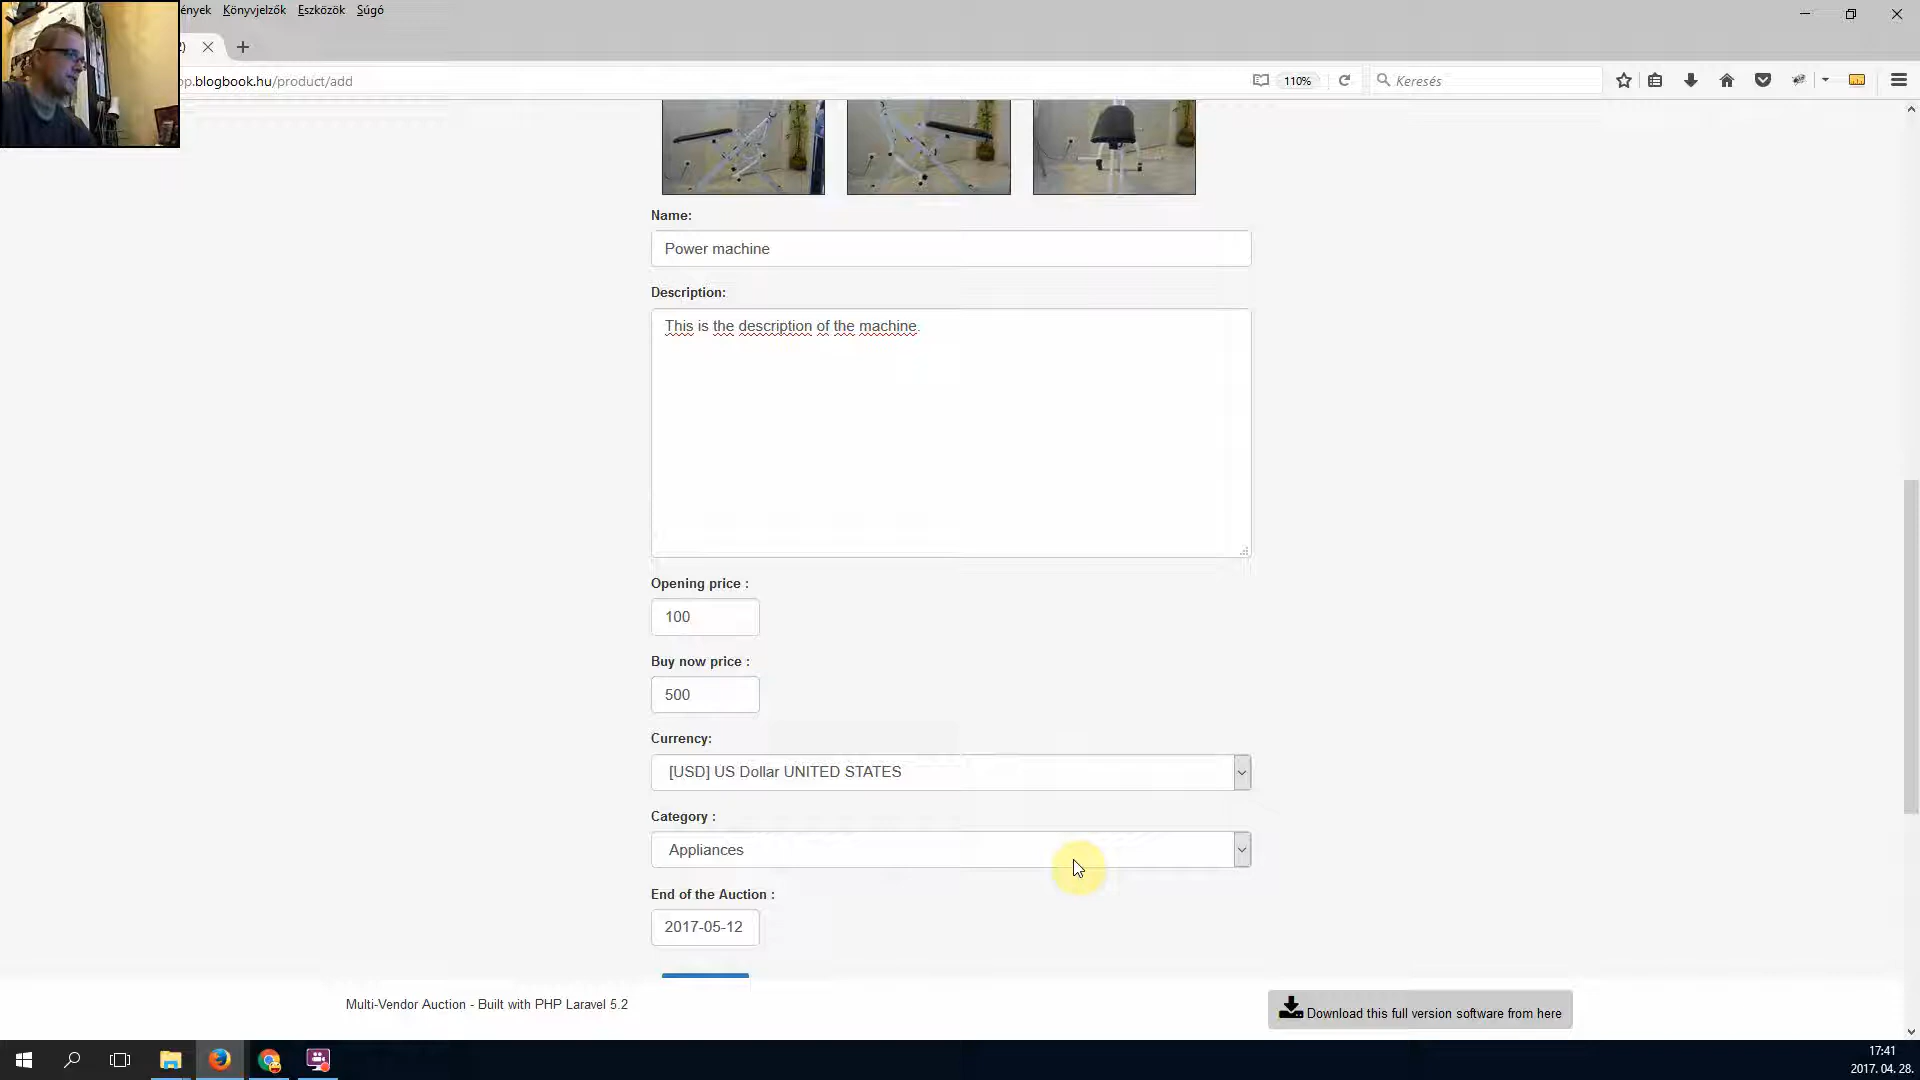 ények Könyvjelzők Eszközök Súgó
2)
op.blogbook.hu/product/add
110%
Keresés
Name:
Power machine
Description:
This is the description of the machine.
Opening price :
100
Buy now price :
500
Currency:
[USD] US Dollar UNITED STATES
Category :
Appliances
End of the Auction :
2017-05-12
Multi-Vendor Auction - Built with PHP Laravel 5.2
Download this full version software from here
17:41
2017. 04. 28.